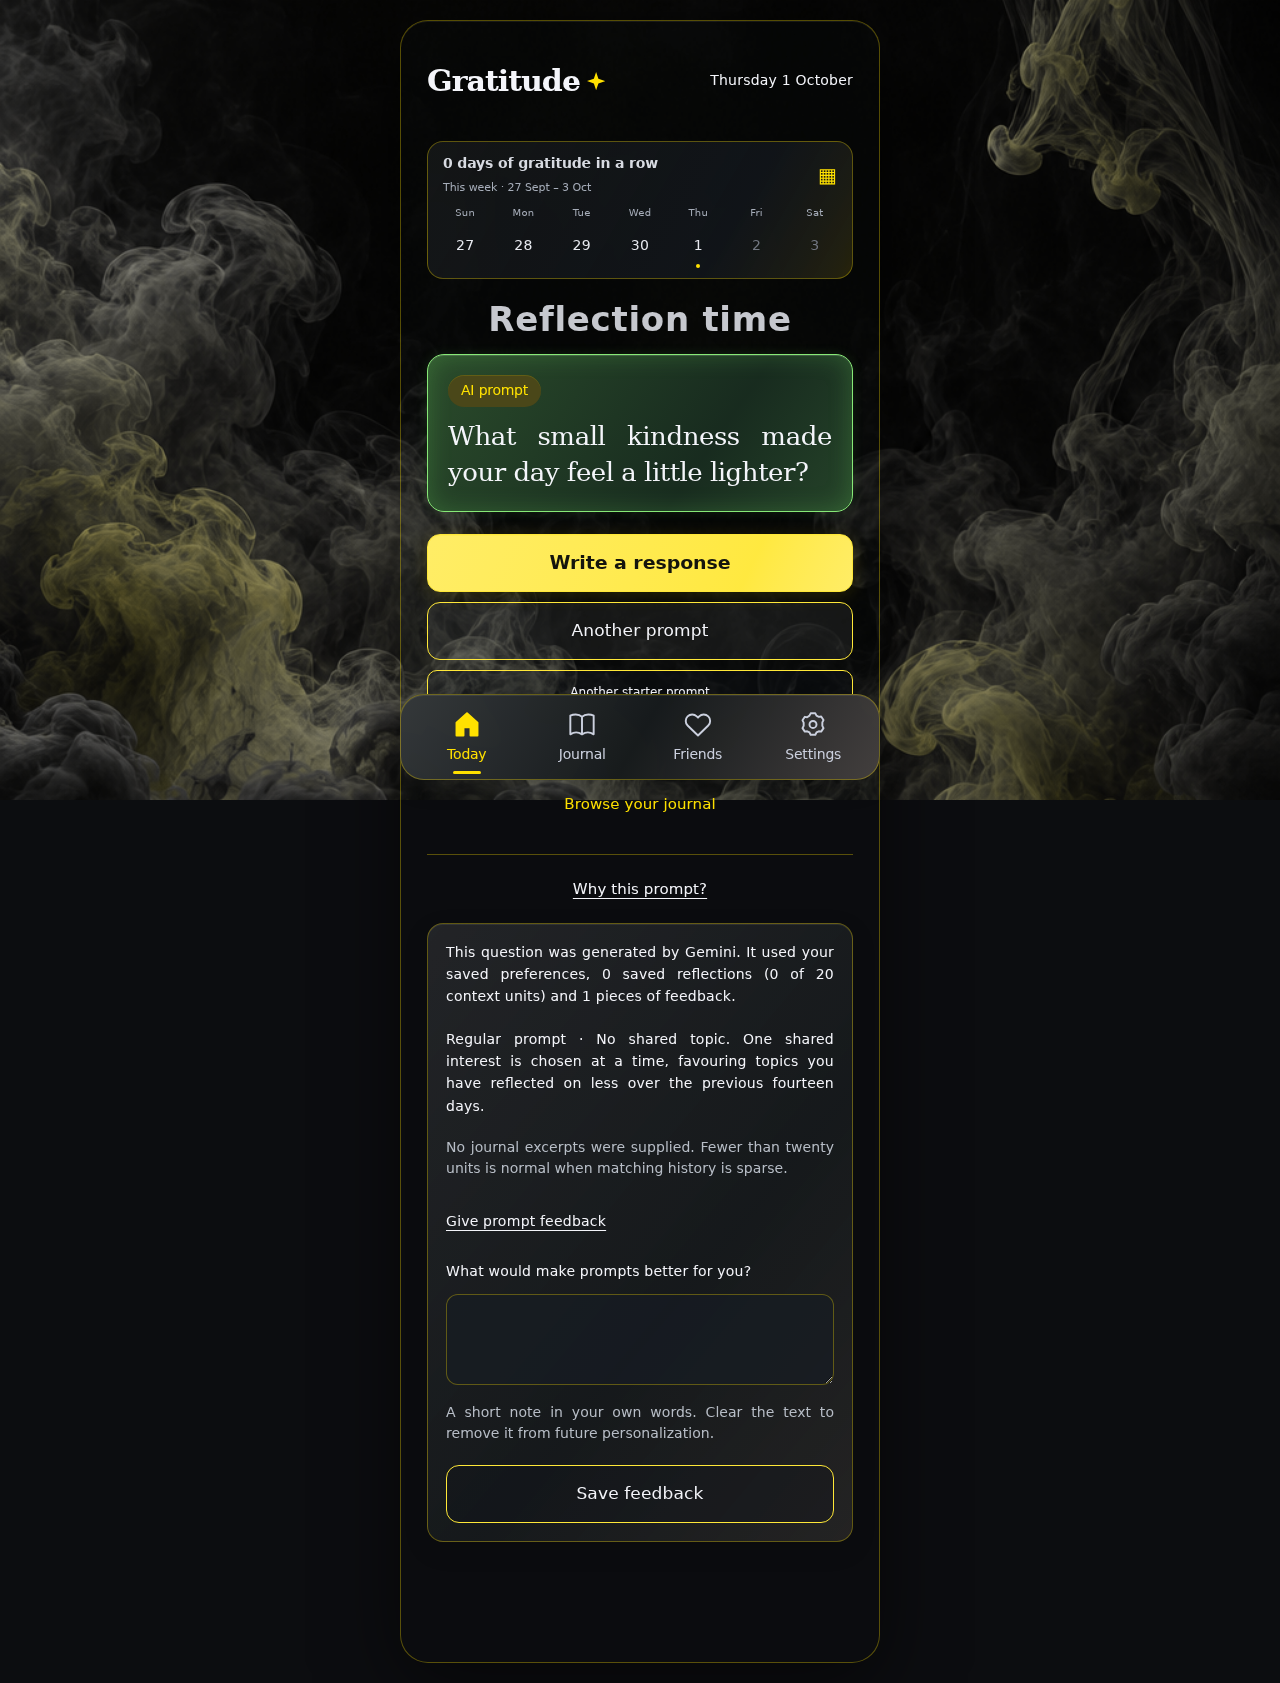 Gratitude
Thursday 1 October
0 days of gratitude in a row
This week · 27 Sept – 3 Oct
Sun Mon Tue Wed Thu Fri Sat
27 28 29 30 1 2 3
Reflection time
AI prompt
What small kindness made
your day feel a little lighter?
Write a response
Another prompt
Another starter prompt
Today Journal Friends Settings
Browse your journal
Why this prompt?
This question was generated by Gemini. It used your
saved preferences, 0 saved reflections (0 of 20
context units) and 1 pieces of feedback.
Regular prompt · No shared topic. One shared
interest is chosen at a time, favouring topics you
have reflected on less over the previous fourteen
days.
No journal excerpts were supplied. Fewer than twenty
units is normal when matching history is sparse.
Give prompt feedback
What would make prompts better for you?
A short note in your own words. Clear the text to
remove it from future personalization.
Save feedback